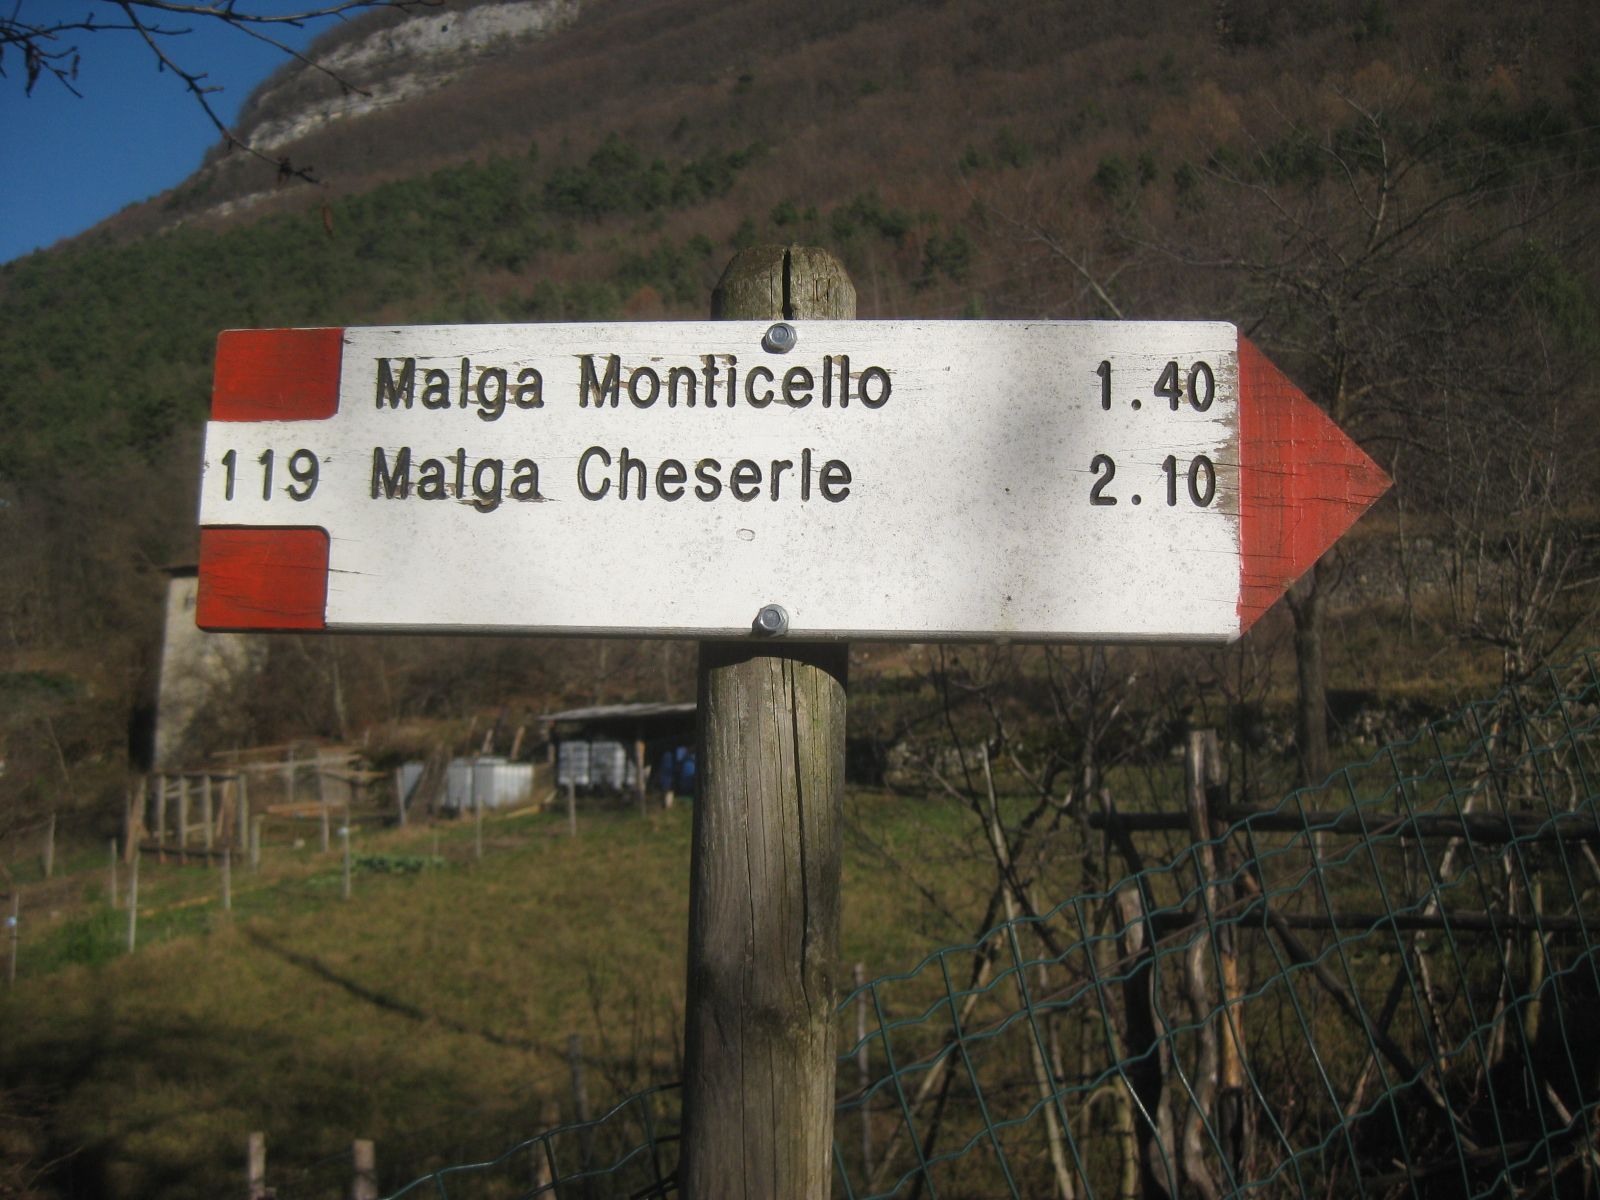 Malga Monticello 1.40
119 Malga Cheserle 2.10